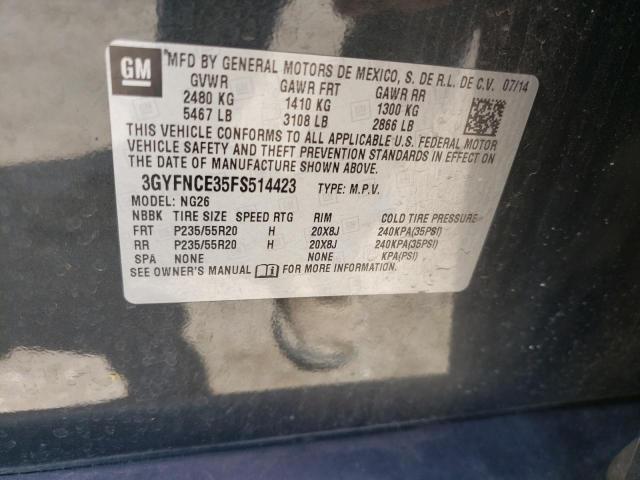 GM
MFD BY GENERAL MOTORS DE MEXICO, S. DE R.L. DE C.V. 07/14
GVWR GAWR FRT GAWR RR
2480 KG 1410 KG 1300 KG
5467 LB 3108 LB 2866 LB
THIS VEHICLE CONFORMS TO ALL APPLICABLE U.S. FEDERAL MOTOR
VEHICLE SAFETY AND THEFT PREVENTION STANDARDS IN EFFECT ON
THE DATE OF MANUFACTURE SHOWN ABOVE.
3GYFNCE35FS514423 TYPE: M.P.V.
MODEL: NG26
NBBK TIRE SIZE SPEED RTG RIM COLD TIRE PRESSURE
FRT P235/55R20 H 20X8J 240KPA(35PSI)
RR P235/55R20 H 20X8J 240KPA(35PSI)
SPA NONE NONE KPA(PSI)
SEE OWNER'S MANUAL FOR MORE INFORMATION.